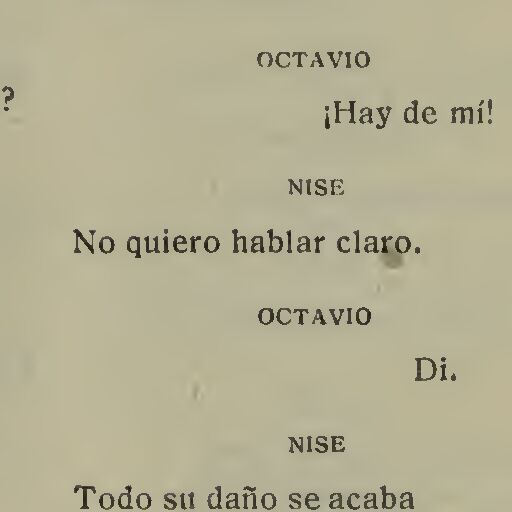 OCTAVIO
?
¡Hay de mí!
NISE
No quiero hablar claro.
OCTAVIO
Di.
NISE
Todo su daño se acaba